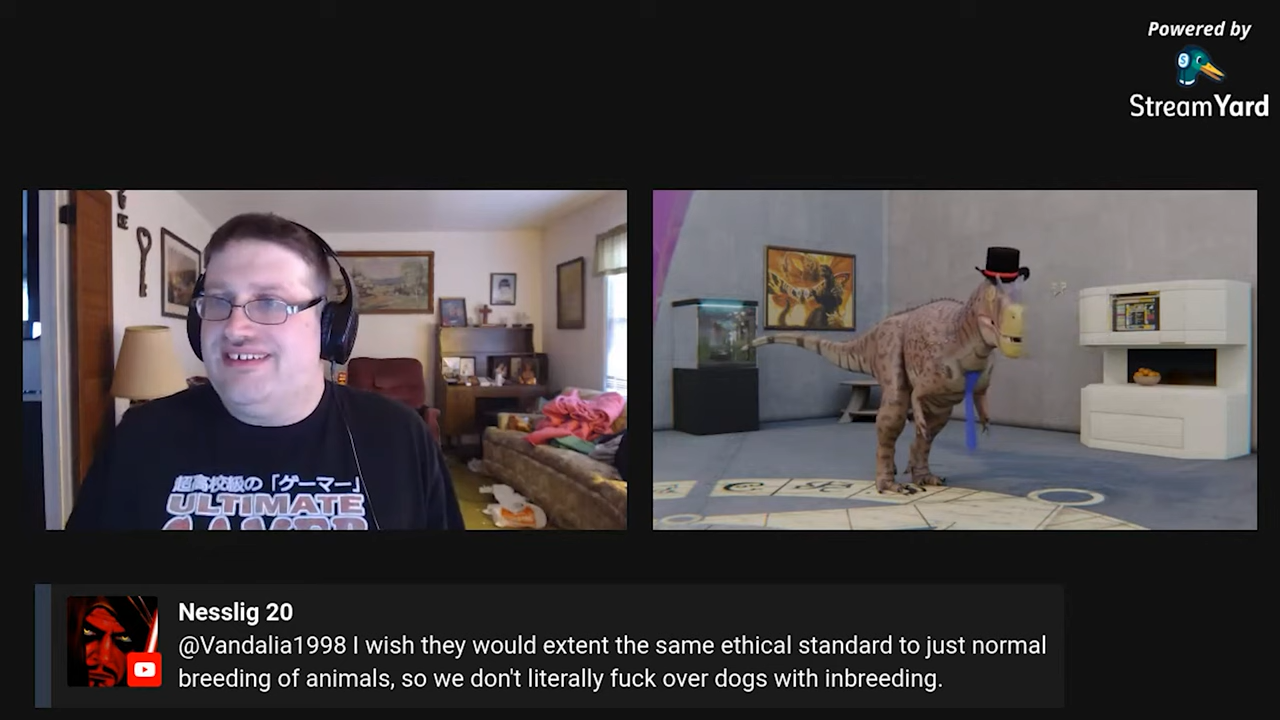 Powered by
StreamYard
超高校級の「ゲーマー」
ULTIMATE
GAMER
Nesslig 20
@Vandalia1998 I wish they would extent the same ethical standard to just normal
breeding of animals, so we don't literally fuck over dogs with inbreeding.